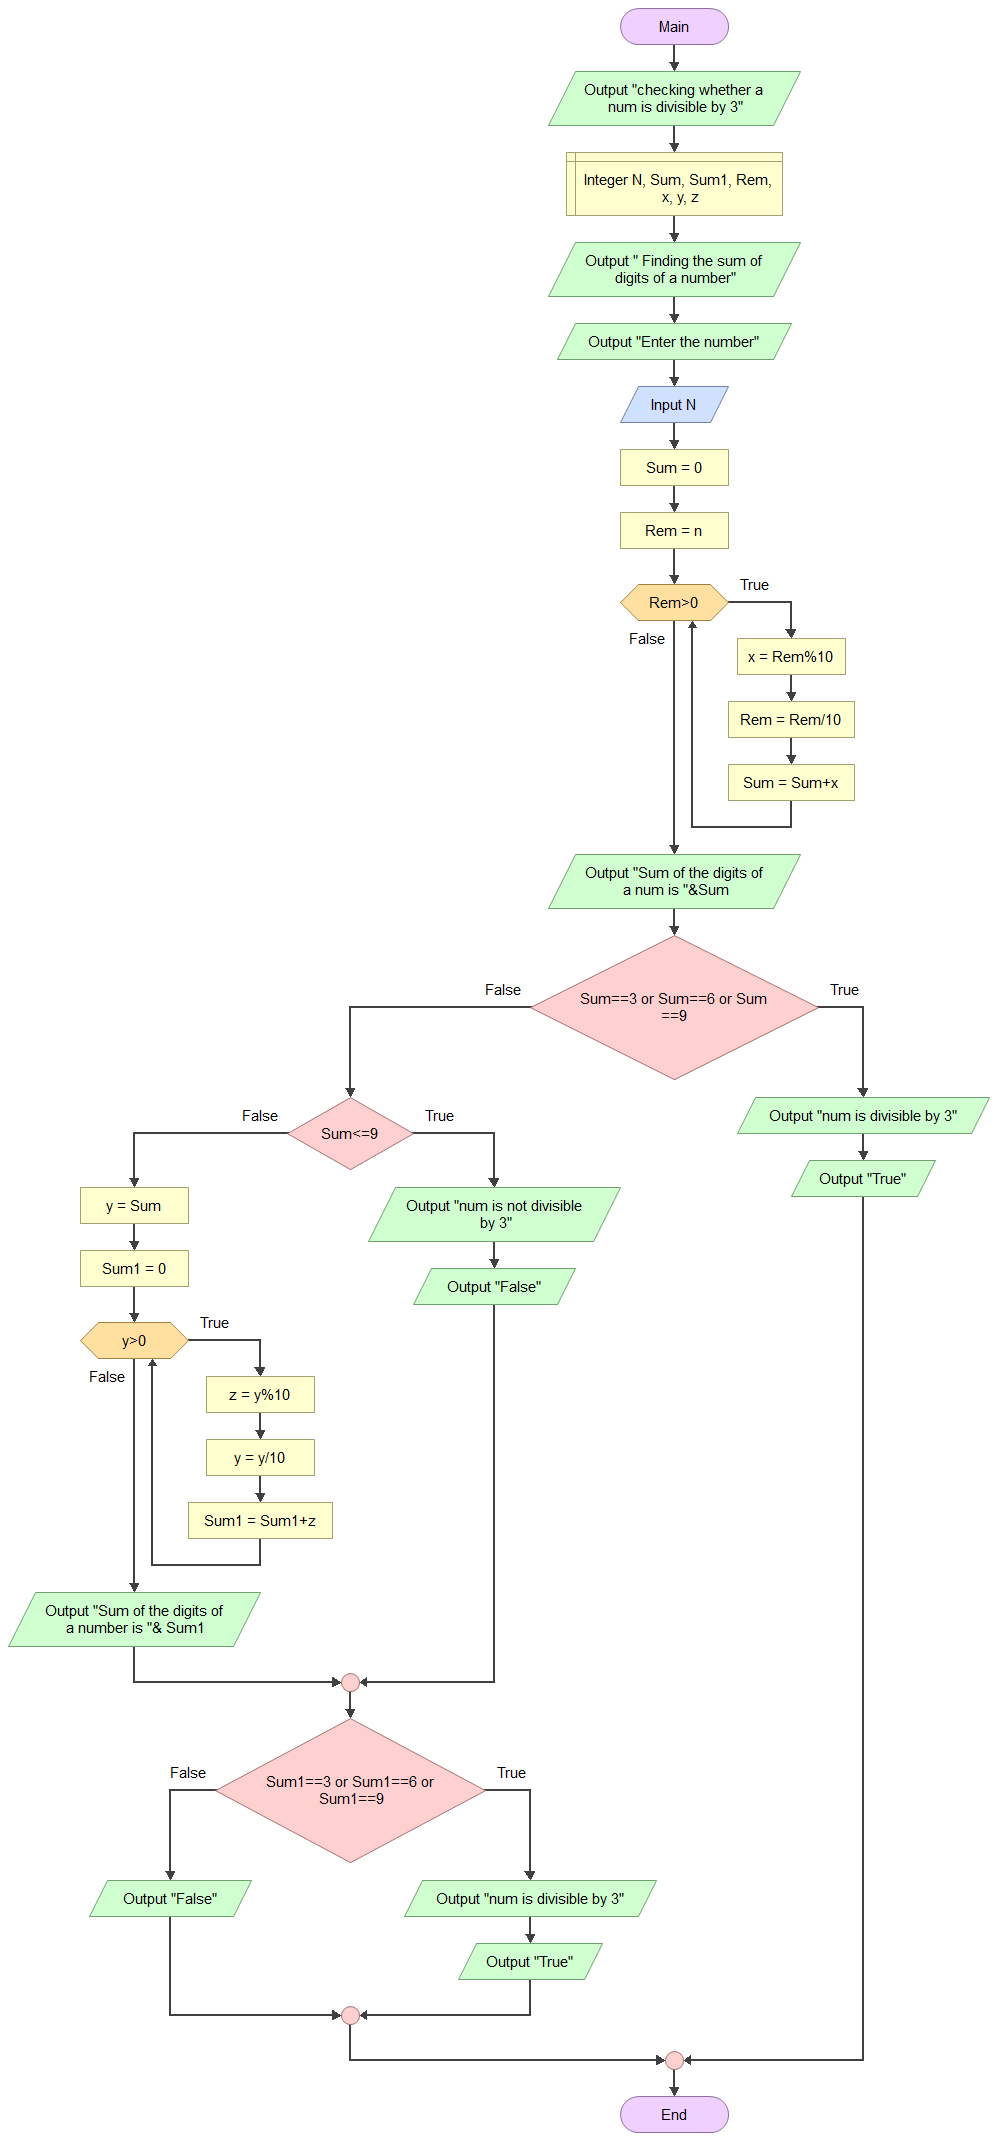 Main
Output "checking whether a
num is divisible by 3"
Integer N, Sum, Sum1, Rem,
x, y, z
Output " Finding the sum of
digits of a number"
Output "Enter the number"
Input N
Sum = 0
Rem = n
Rem>0
True
False
x = Rem%10
Rem = Rem/10
Sum = Sum+x
Output "Sum of the digits of
a num is "&Sum
Sum==3 or Sum==6 or Sum
==9
False
True
Output "num is divisible by 3"
Output "True"
Sum<=9
False
True
Output "num is not divisible
by 3"
Output "False"
y = Sum
Sum1 = 0
y>0
True
False
z = y%10
y = y/10
Sum1 = Sum1+z
Output "Sum of the digits of
a number is "& Sum1
Sum1==3 or Sum1==6 or
Sum1==9
False
True
Output "False"
Output "num is divisible by 3"
Output "True"
End